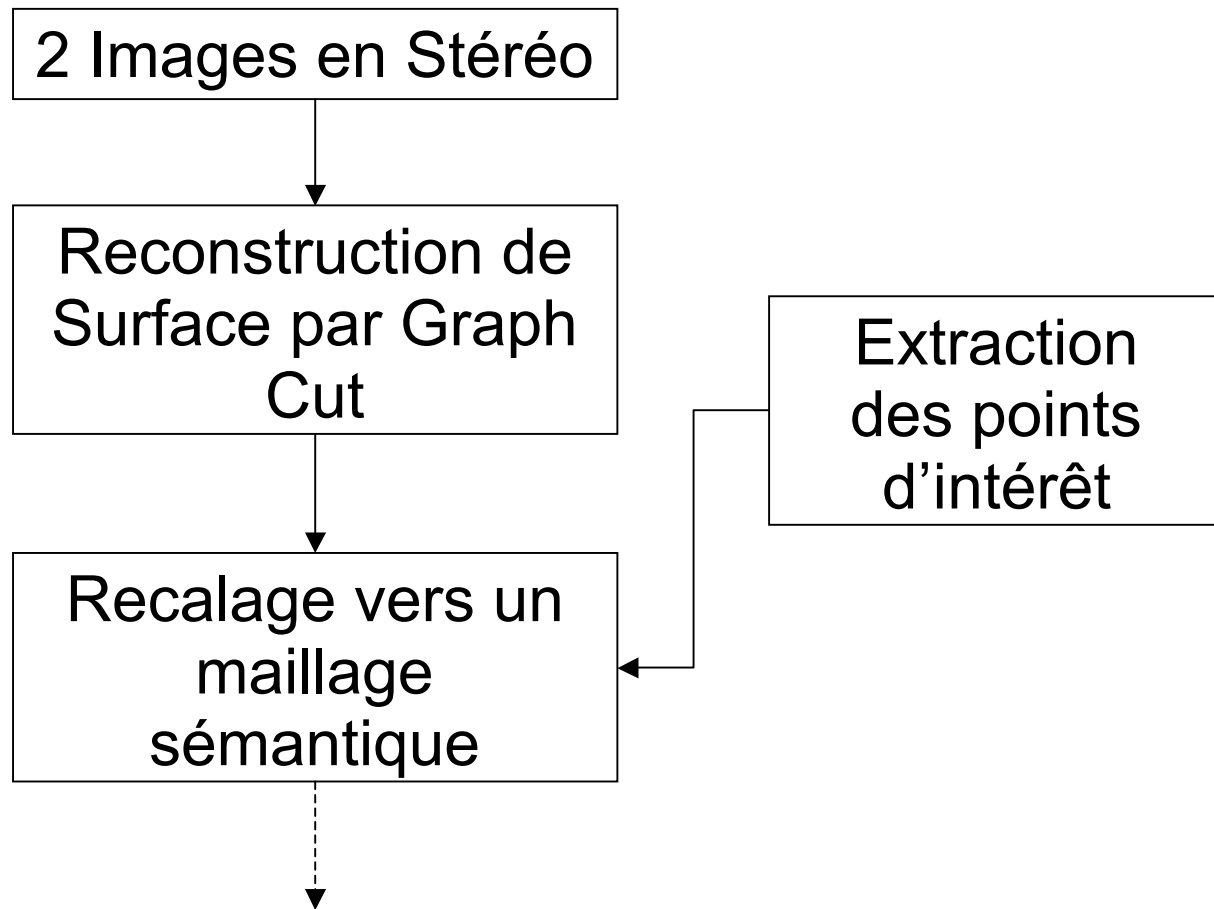 2 Images en Stéréo
Reconstruction de
Surface par Graph
Cut
Extraction
des points
d’intérêt
Recalage vers un
maillage
sémantique